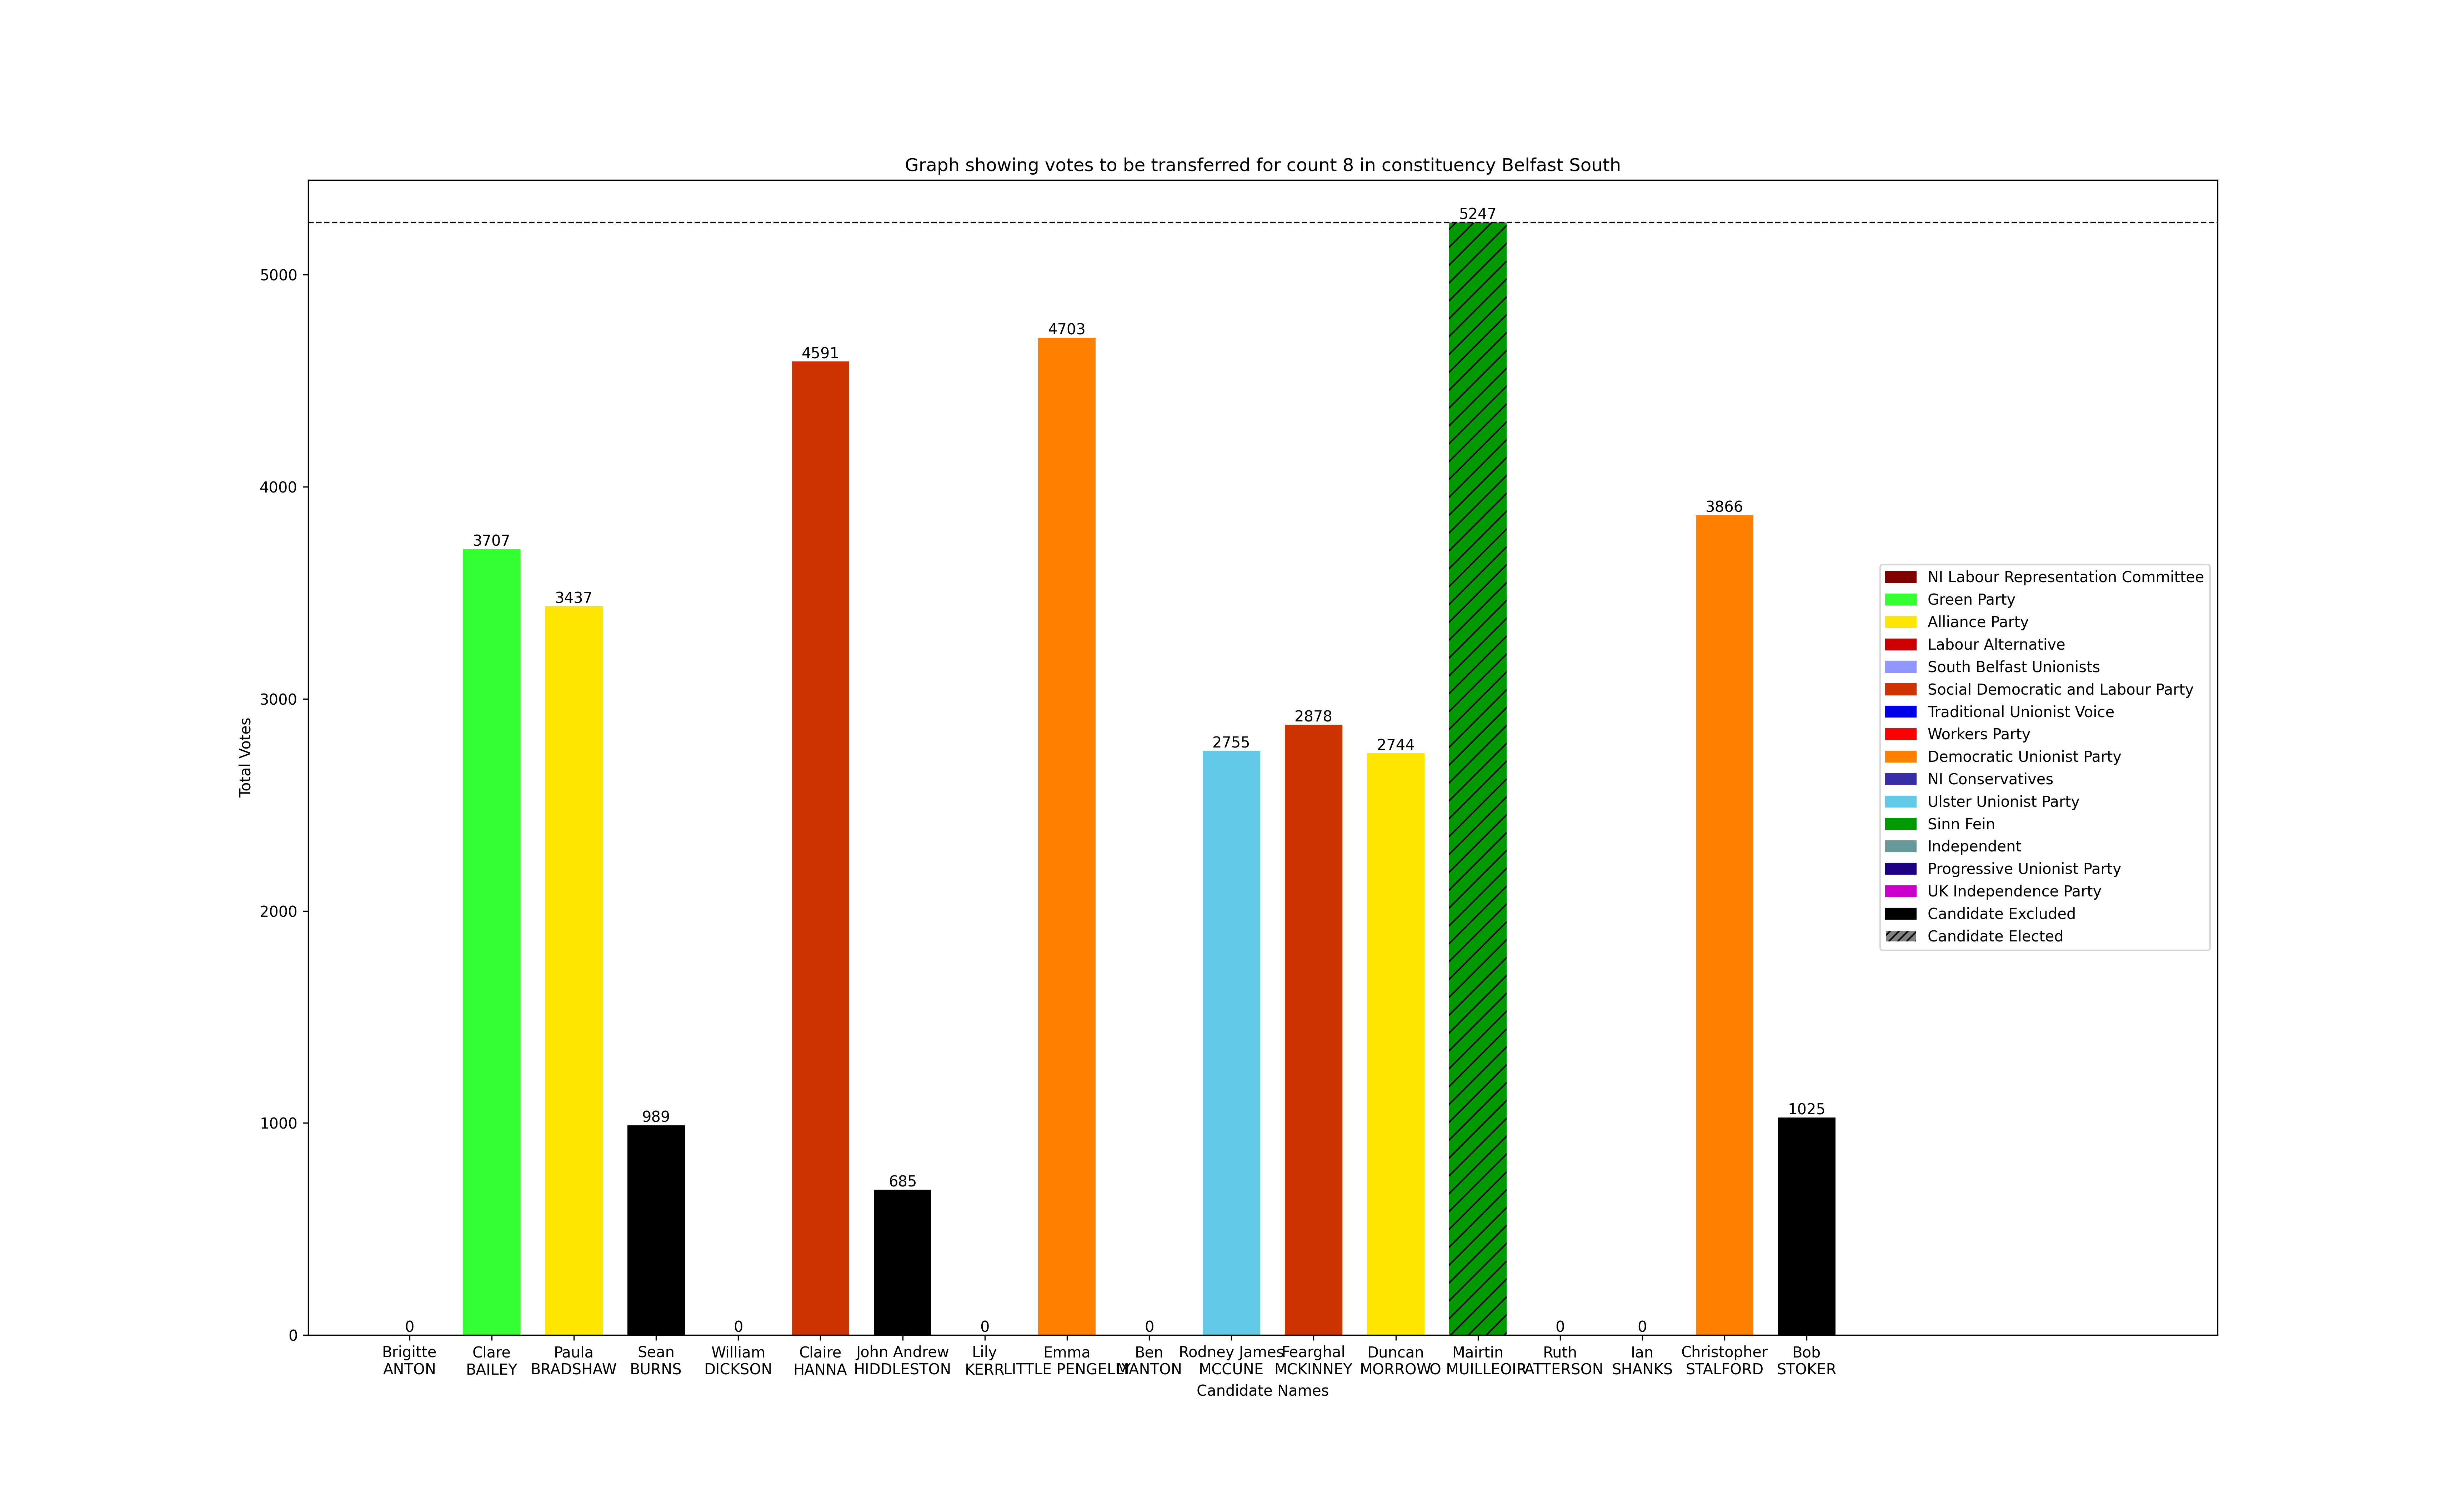 Graph showing votes to be transferred for count 8 in constituency Belfast South
Total Votes
5000
4000
3000
2000
1000
0
0
3707
3437
989
0
4591
685
0
4703
0
2755
2878
2744
5247
0
0
3866
1025
NI Labour Representation Committee
Green Party
Alliance Party
Labour Alternative
South Belfast Unionists
Social Democratic and Labour Party
Traditional Unionist Voice
Workers Party
Democratic Unionist Party
NI Conservatives
Ulster Unionist Party
Sinn Fein
Independent
Progressive Unionist Party
UK Independence Party
Candidate Excluded
Candidate Elected
Brigitte
ANTON
Clare
BAILEY
Paula
BRADSHAW
Sean
BURNS
William
DICKSON
Claire
HANNA
John Andrew
HIDDLESTON
Lily
KERR
Emma
LITTLE PENGELLY
Ben
MANTON
Rodney James
MCCUNE
Fearghal
MCKINNEY
Duncan
MORROW
Mairtin
O MUILLEOIR
Ruth
PATTERSON
Ian
SHANKS
Christopher
STALFORD
Bob
STOKER
Candidate Names